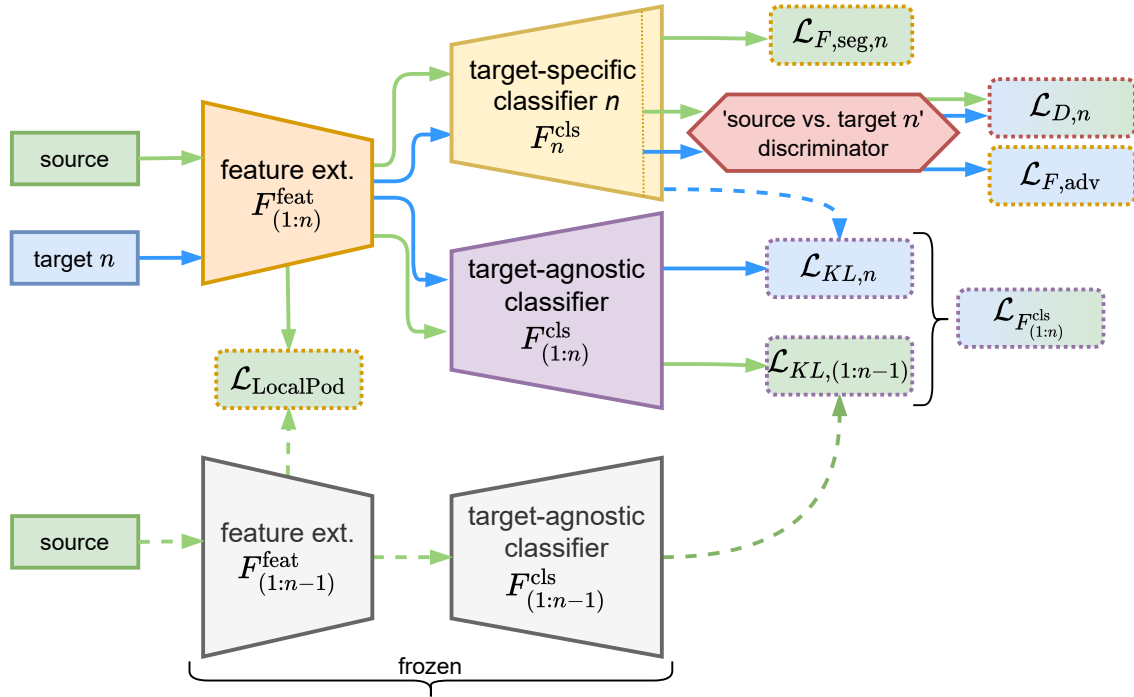 source
target n
feature ext.
F^feat_(1:n)
target-specific
classifier n
F^cls_n
'source vs. target n'
discriminator
ℒ_F,seg,n
ℒ_D,n
ℒ_F,adv
target-agnostic
classifier
F^cls_(1:n)
ℒ_KL,n
ℒ_KL,(1:n−1)
ℒ_F^cls_(1:n)
ℒ_LocalPod
source
feature ext.
F^feat_(1:n−1)
target-agnostic
classifier
F^cls_(1:n−1)
frozen